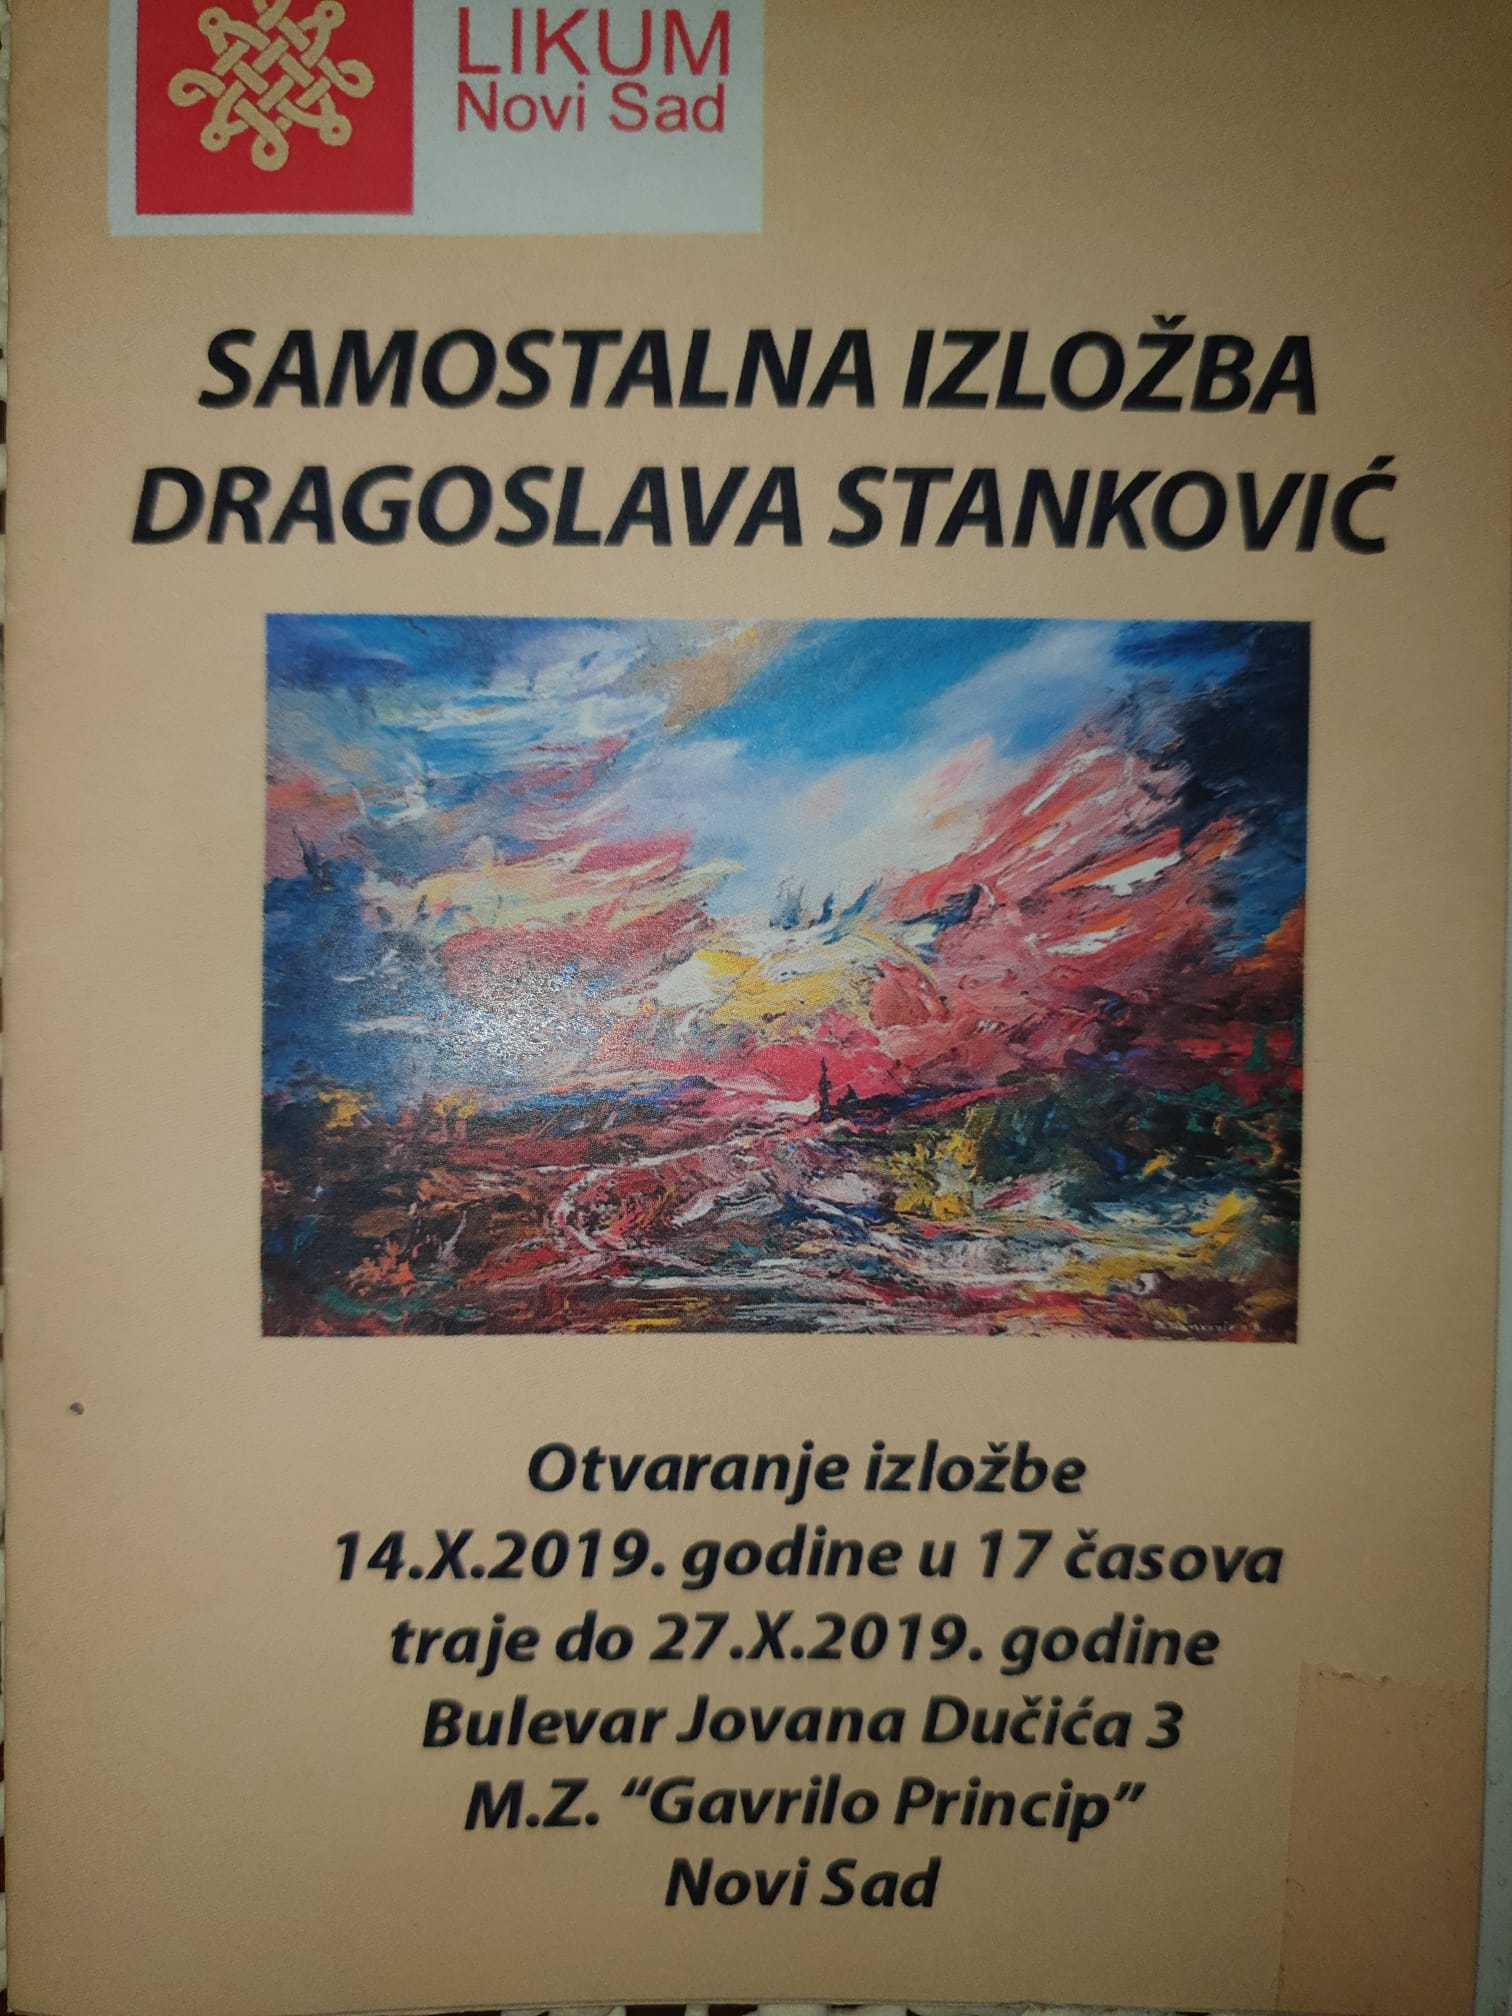 LIKUM
Novi Sad
SAMOSTALNA IZLOŽBA
DRAGOSLAVA STANKOVIĆ
Otvaranje izložbe
14.X.2019. godine u 17 časova
traje do 27.X.2019. godine
Bulevar Jovana Dučića 3
M.Z. “Gavrilo Princip”
Novi Sad